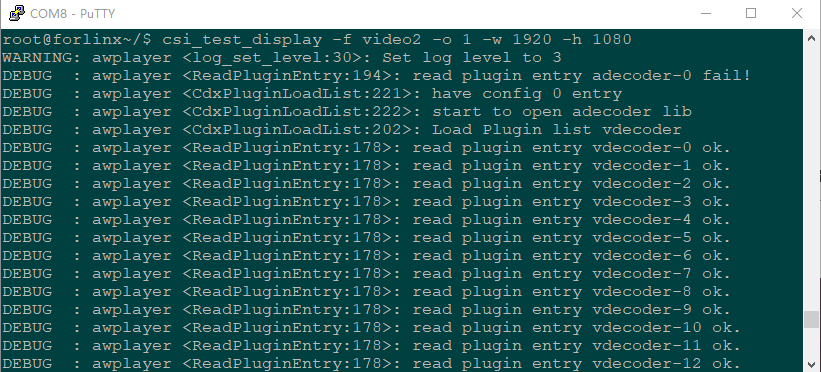 COM8 - PuTTY
root@forlinx~/$ csi_test_display -f video2 -o 1 -w 1920 -h 1080
WARNING: awplayer <log_set_level:30>: Set log level to 3
DEBUG  : awplayer <ReadPluginEntry:194>: read plugin entry adecoder-0 fail!
DEBUG  : awplayer <CdxPluginLoadList:221>: have config 0 entry
DEBUG  : awplayer <CdxPluginLoadList:222>: start to open adecoder lib
DEBUG  : awplayer <CdxPluginLoadList:202>: Load Plugin list vdecoder
DEBUG  : awplayer <ReadPluginEntry:178>: read plugin entry vdecoder-0 ok.
DEBUG  : awplayer <ReadPluginEntry:178>: read plugin entry vdecoder-1 ok.
DEBUG  : awplayer <ReadPluginEntry:178>: read plugin entry vdecoder-2 ok.
DEBUG  : awplayer <ReadPluginEntry:178>: read plugin entry vdecoder-3 ok.
DEBUG  : awplayer <ReadPluginEntry:178>: read plugin entry vdecoder-4 ok.
DEBUG  : awplayer <ReadPluginEntry:178>: read plugin entry vdecoder-5 ok.
DEBUG  : awplayer <ReadPluginEntry:178>: read plugin entry vdecoder-6 ok.
DEBUG  : awplayer <ReadPluginEntry:178>: read plugin entry vdecoder-7 ok.
DEBUG  : awplayer <ReadPluginEntry:178>: read plugin entry vdecoder-8 ok.
DEBUG  : awplayer <ReadPluginEntry:178>: read plugin entry vdecoder-9 ok.
DEBUG  : awplayer <ReadPluginEntry:178>: read plugin entry vdecoder-10 ok.
DEBUG  : awplayer <ReadPluginEntry:178>: read plugin entry vdecoder-11 ok.
DEBUG  : awplayer <ReadPluginEntry:178>: read plugin entry vdecoder-12 ok.